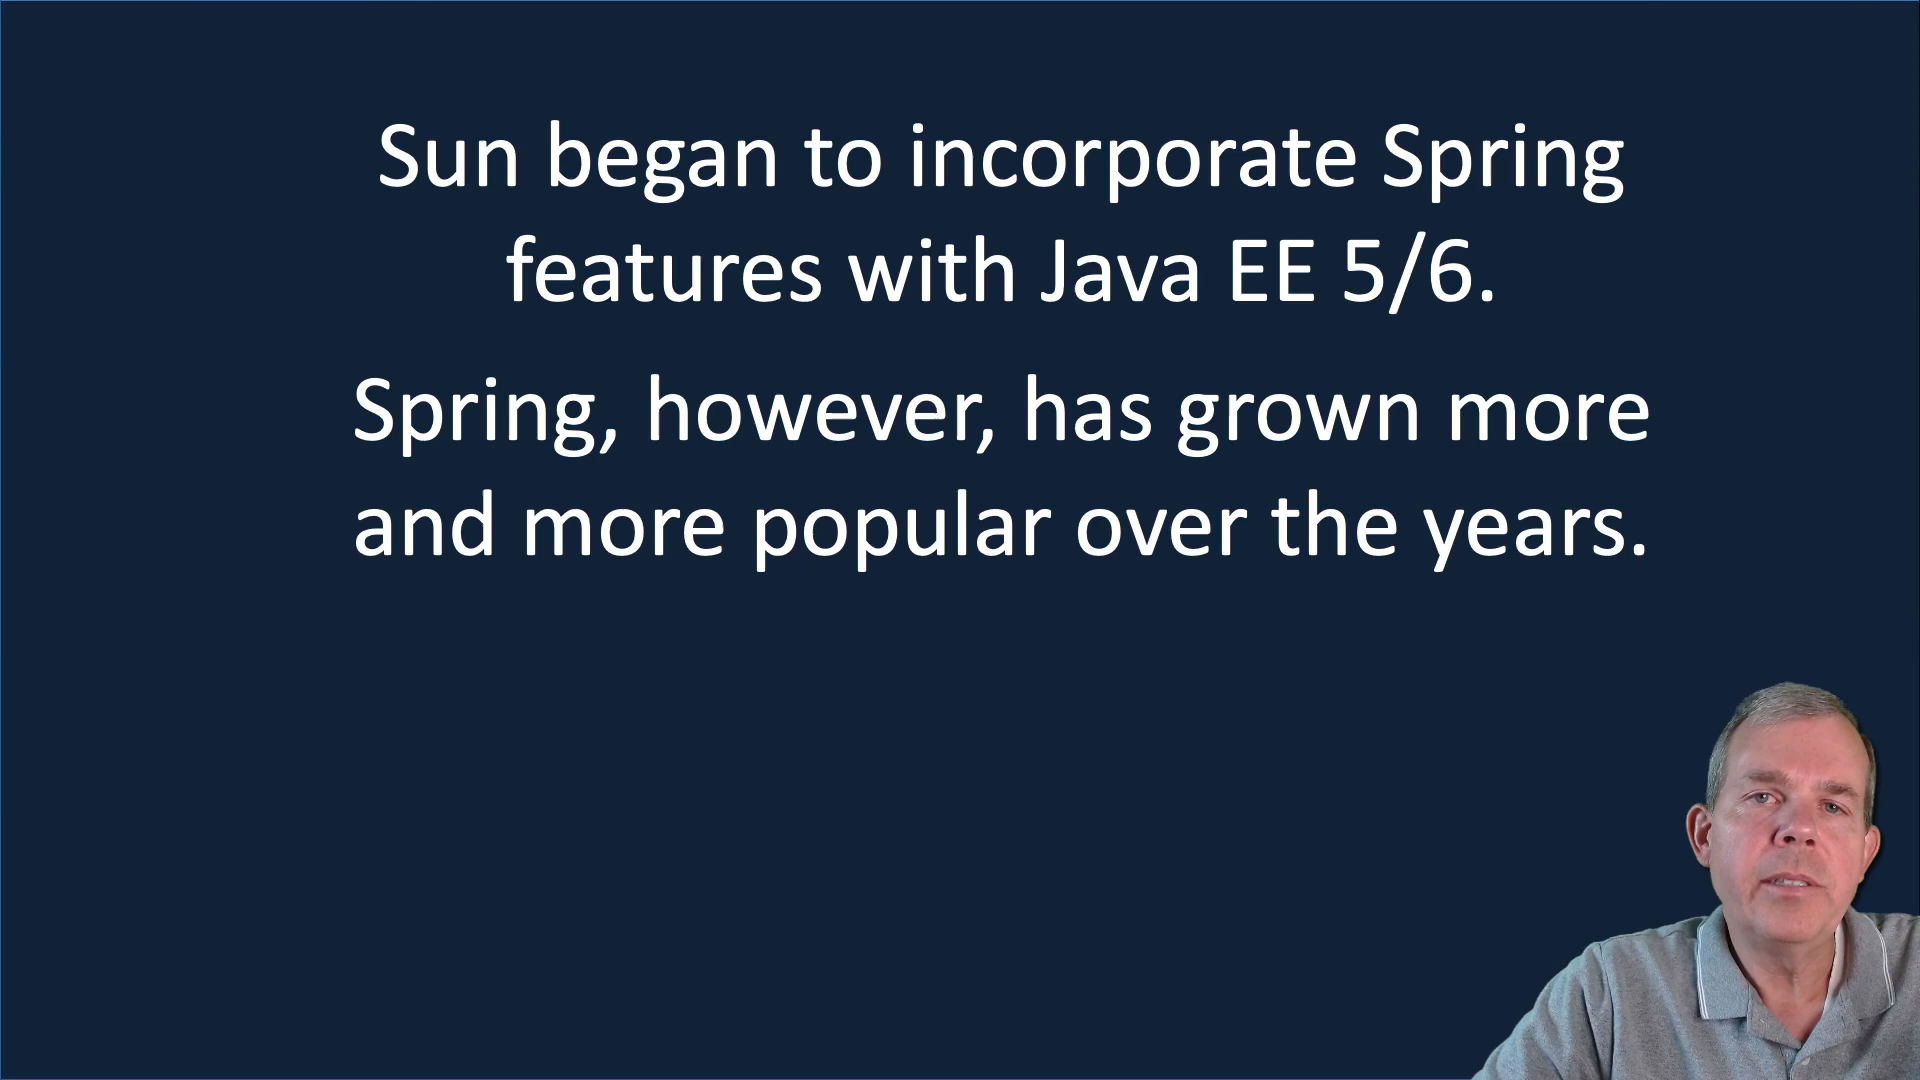 Sun began to incorporate Spring
features with Java EE 5/6.
Spring, however, has grown more
and more popular over the years.